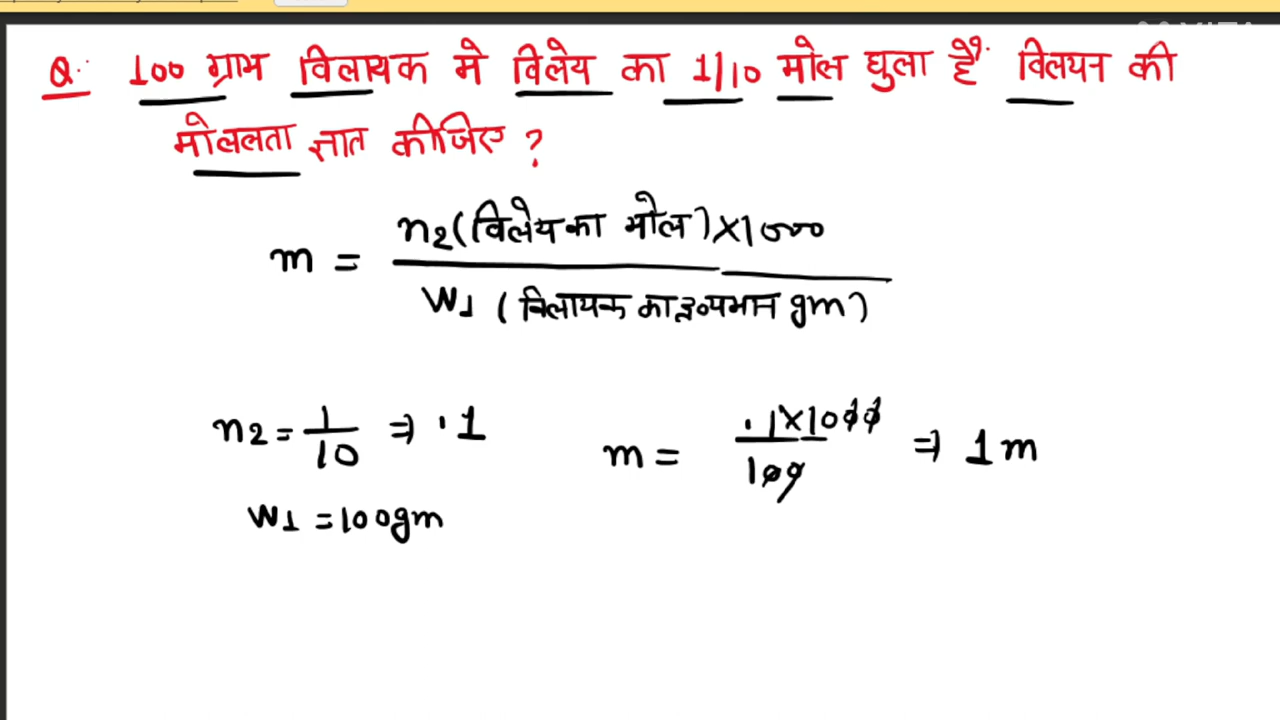 Q. 100 ग्राम विलायक मे विलेय का 1/10 मोल घुला हैं विलयन की
मोललता ज्ञात कीजिए ?
m = n2(विलेय का मोल)×1000
W1 (विलायक का द्रव्यमान gm)
n2 = 1/10 ⇒ .1
m = .1×1000/100 ⇒ 1m
W1 = 100gm